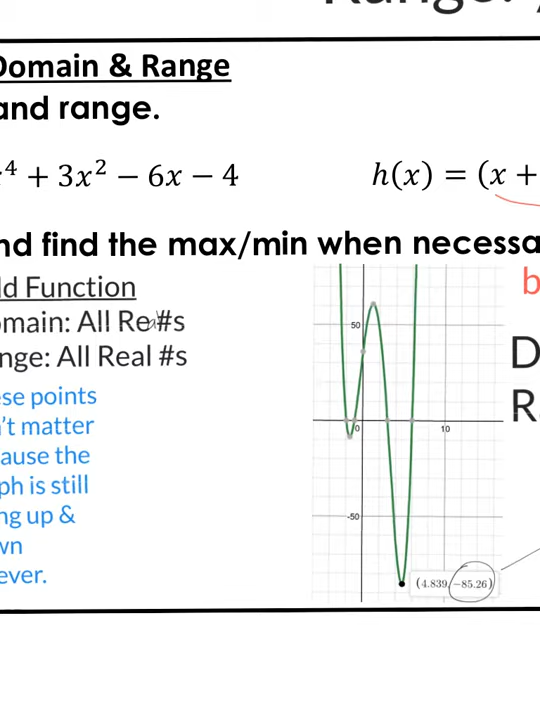 Domain & Range
and range.
⁴ + 3x² − 6x − 4
h(x) = (x +
nd find the max/min when necessa
ld Function
b
main: All Real #s
nge: All Real #s
D
R
se points
't matter
ause the
ph is still
ng up &
wn
ever.
50
0
10
-50
(4.839, −85.26)